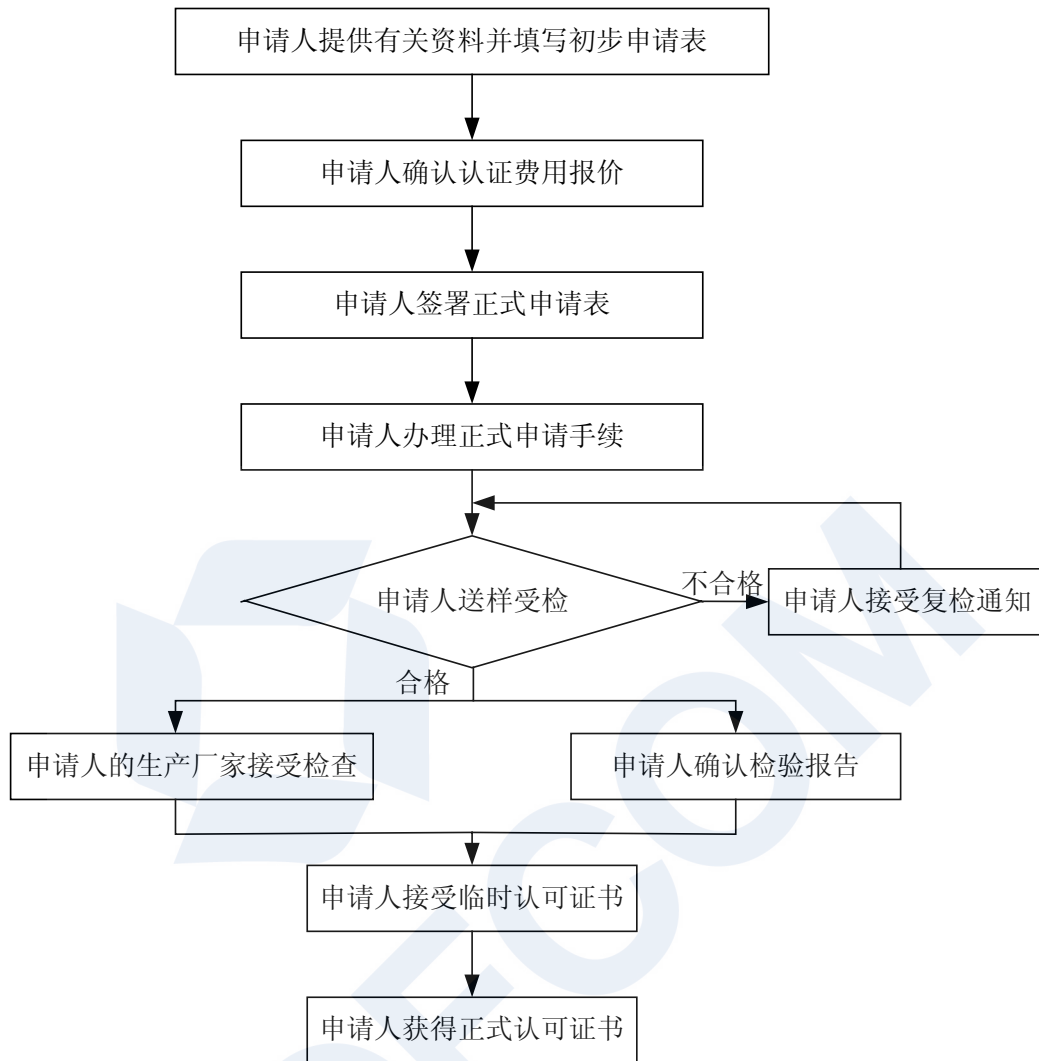 申请人提供有关资料并填写初步申请表
申请人确认认证费用报价
申请人签署正式申请表
申请人办理正式申请手续
申请人送样受检
不合格
申请人接受复检通知
合格
申请人的生产厂家接受检查
申请人确认检验报告
申请人接受临时认可证书
申请人获得正式认可证书